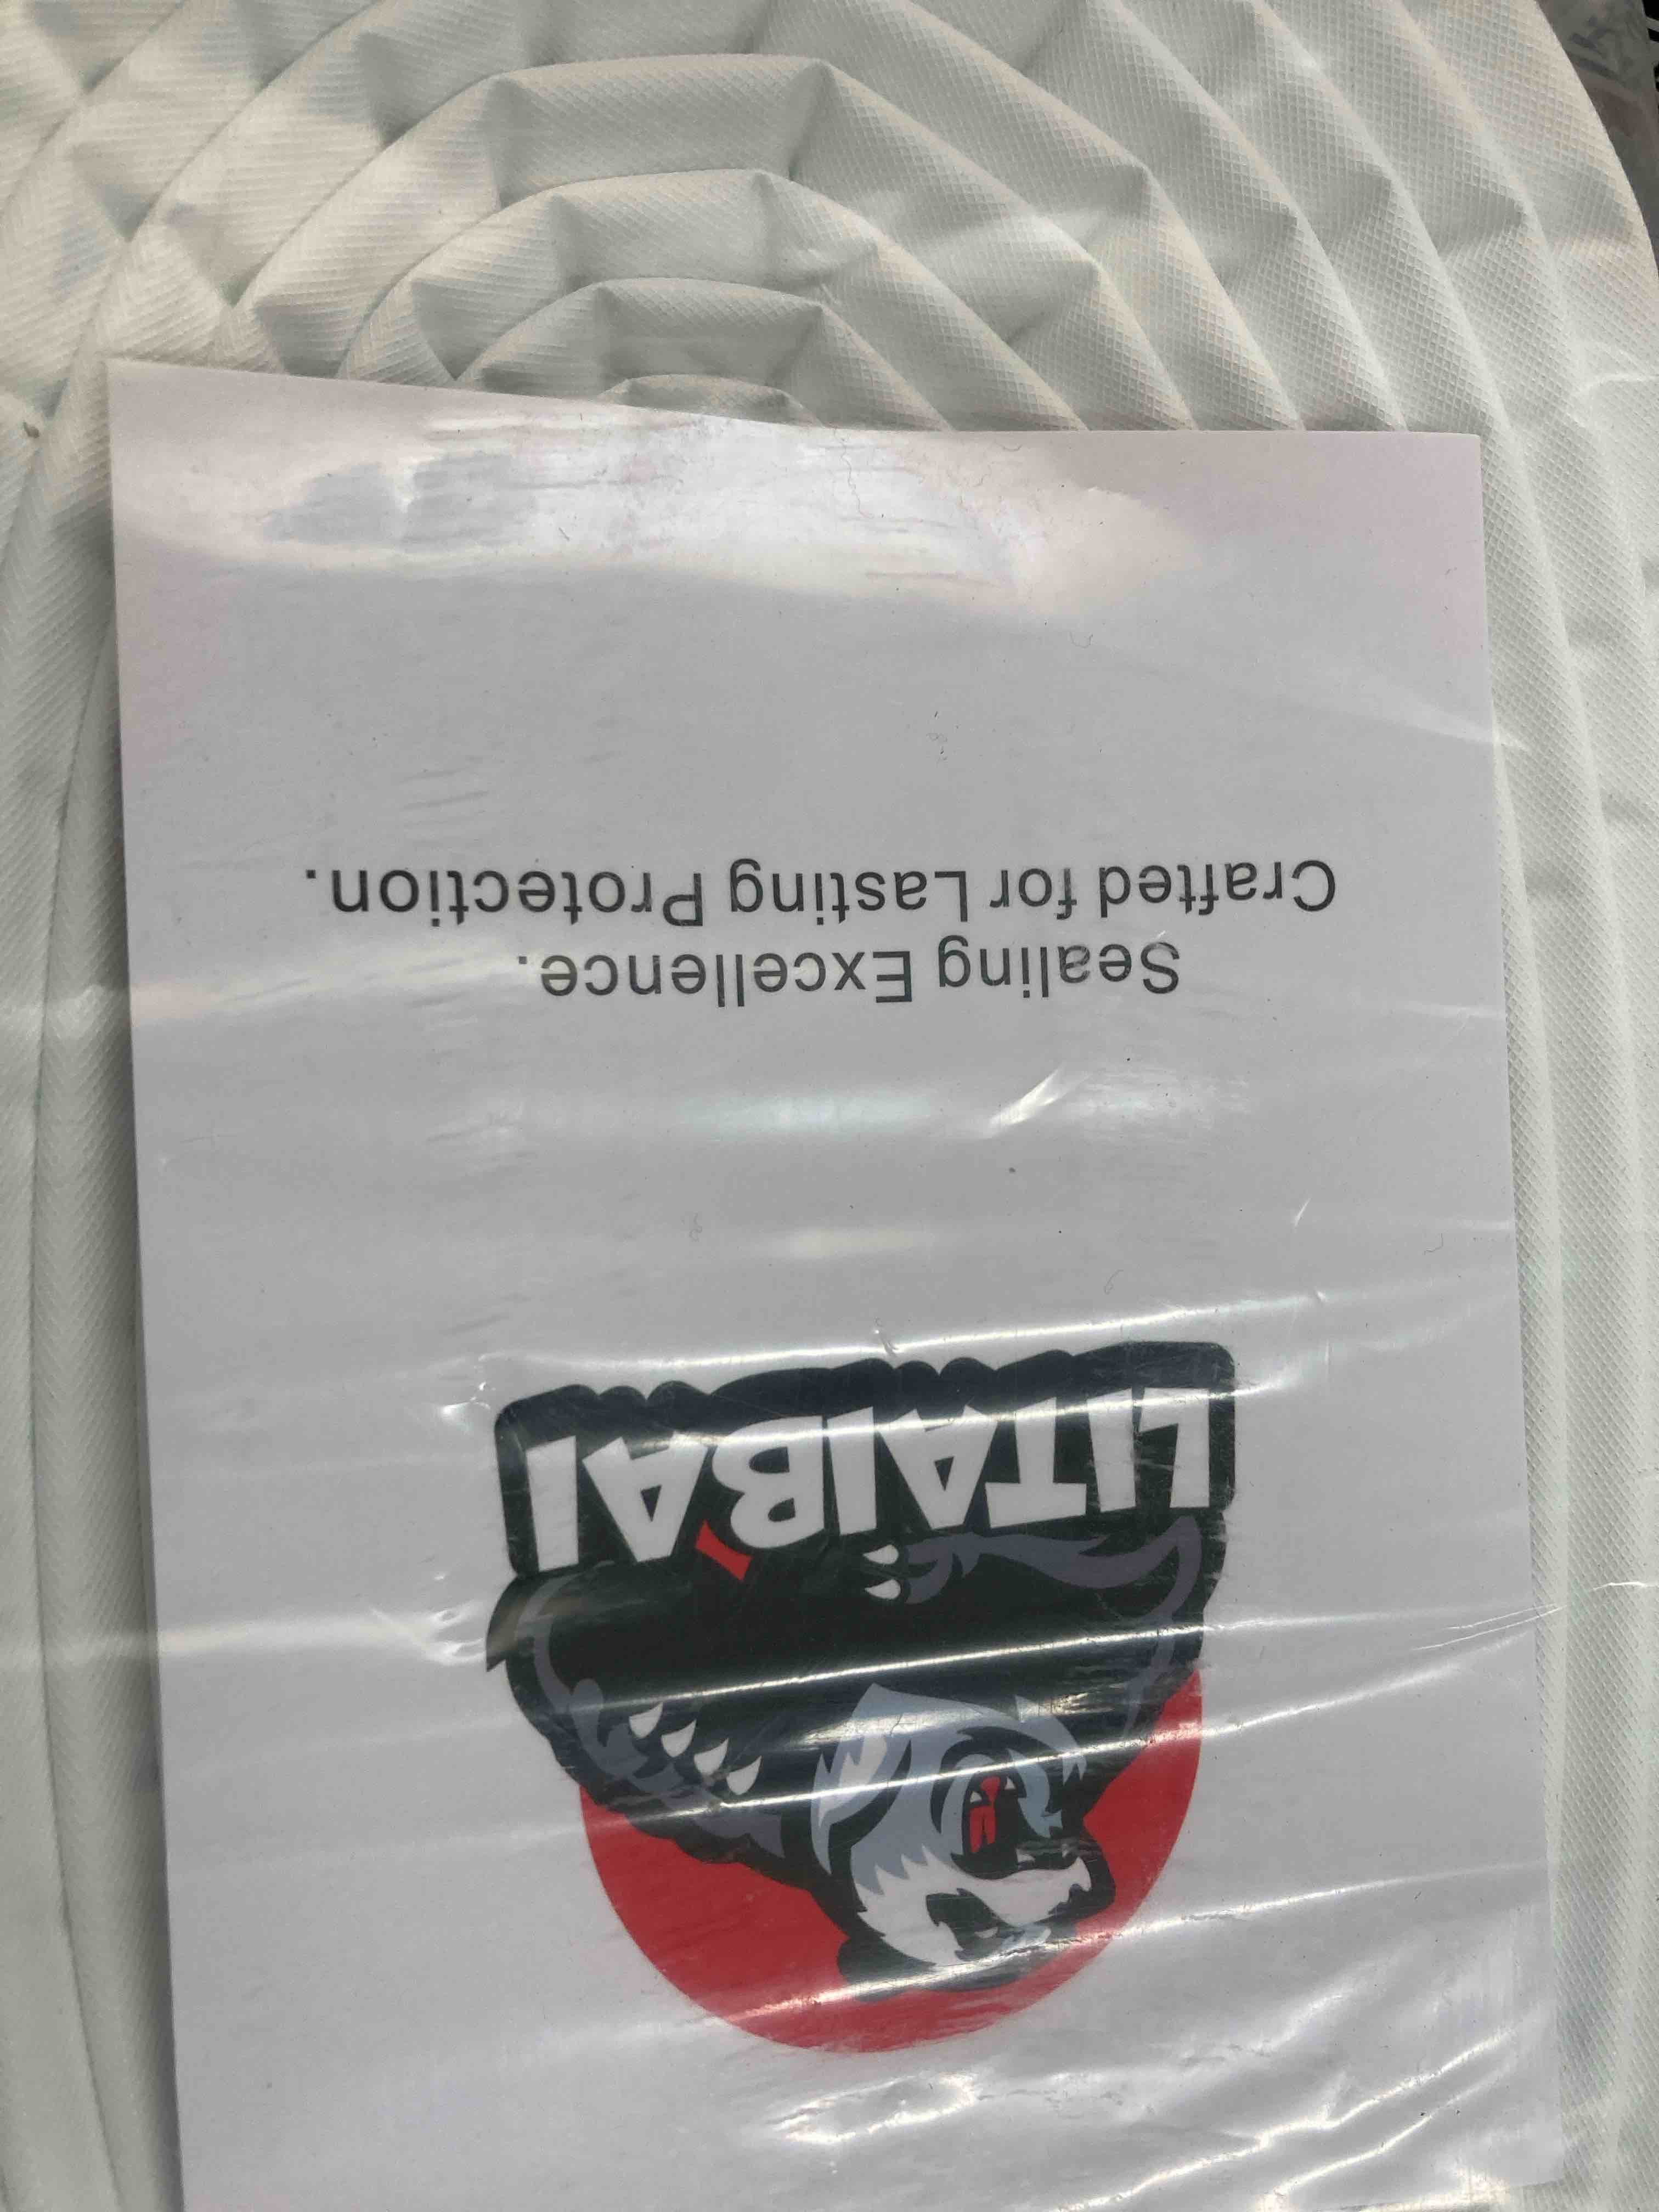 LITAIBAI
Sealing Excellence.
Crafted for Lasting Protection.